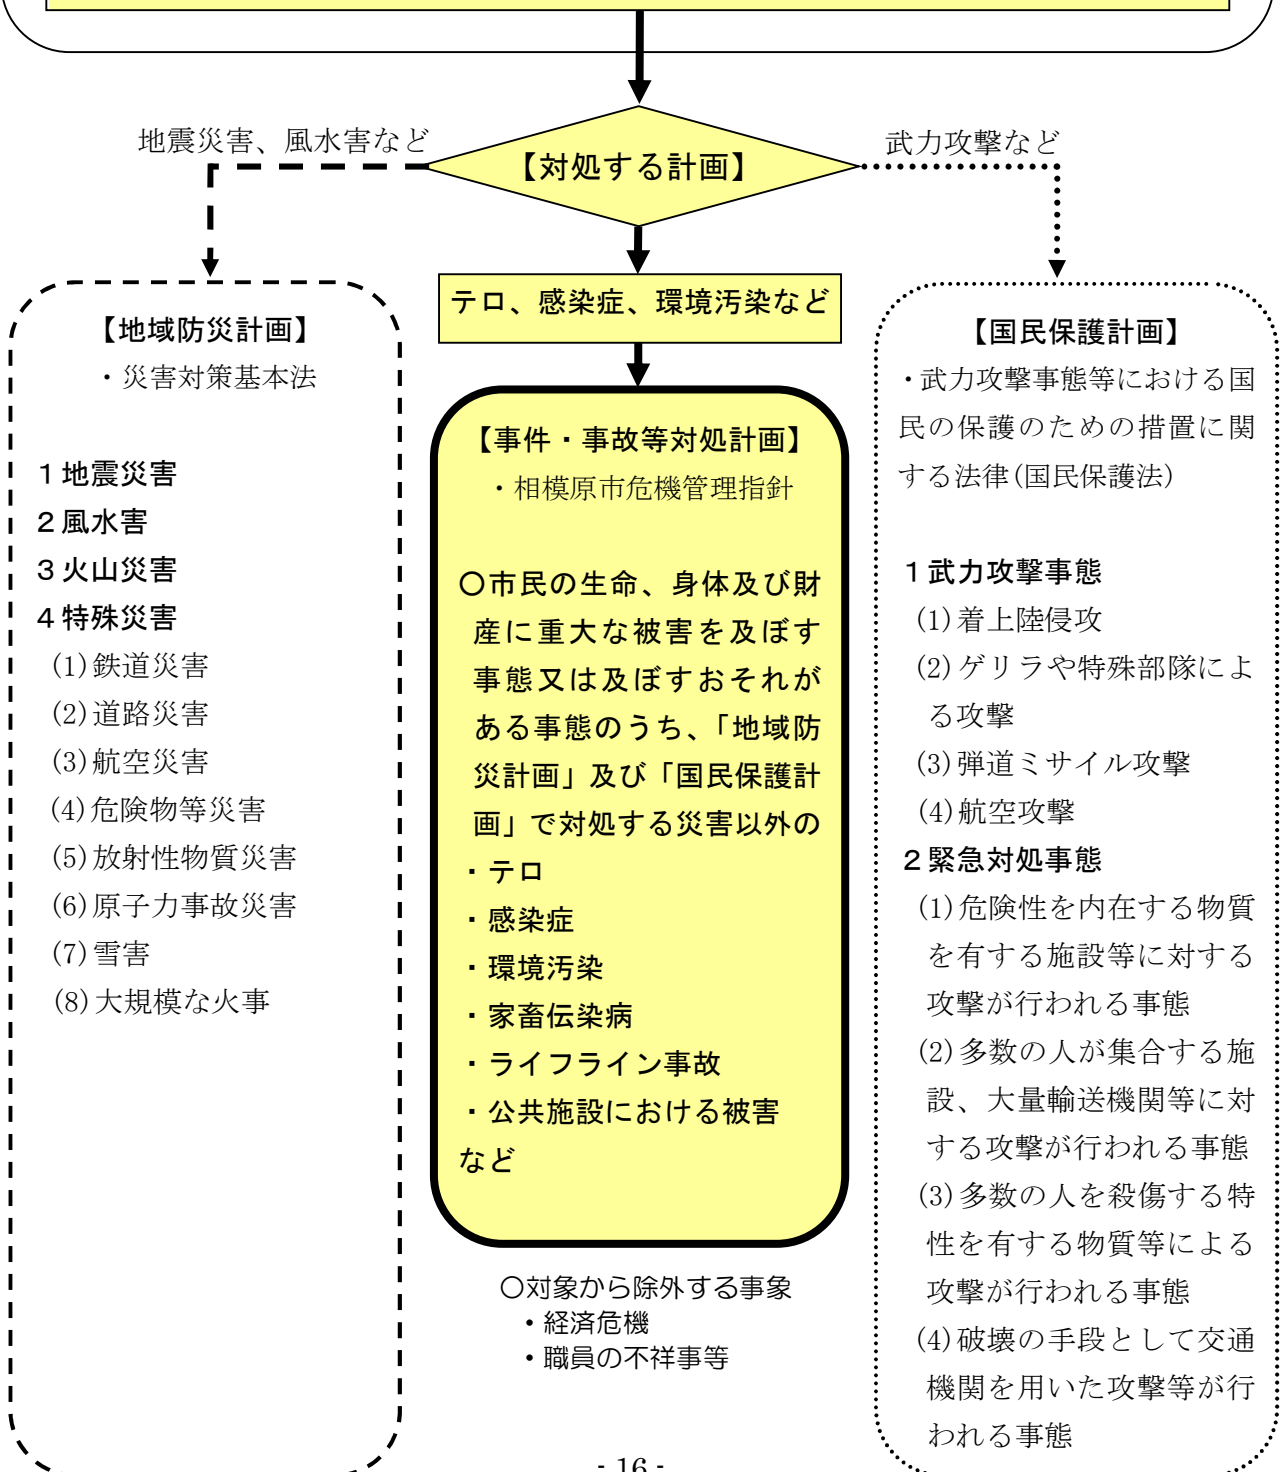 地震災害、風水害など
【対処する計画】
武力攻撃など
【地域防災計画】
・災害対策基本法
1地震災害
2風水害
3火山災害
4特殊災害
(1)鉄道災害
(2)道路災害
(3)航空災害
(4)危険物等災害
(5)放射性物質災害
(6)原子力事故災害
(7)雪害
(8)大規模な火事
テロ、感染症、環境汚染など
【事件・事故等対処計画】
・相模原市危機管理指針
○市民の生命、身体及び財
産に重大な被害を及ぼす
事態又は及ぼすおそれが
ある事態のうち、「地域防
災計画」及び「国民保護計
画」で対処する災害以外の
・テロ
・感染症
・環境汚染
・家畜伝染病
・ライフライン事故
・公共施設における被害
など
○対象から除外する事象
・経済危機
・職員の不祥事等
【国民保護計画】
・武力攻撃事態等における国
民の保護のための措置に関
する法律(国民保護法)
1武力攻撃事態
(1)着上陸侵攻
(2)ゲリラや特殊部隊によ
る攻撃
(3)弾道ミサイル攻撃
(4)航空攻撃
2緊急対処事態
(1)危険性を内在する物質
を有する施設等に対する
攻撃が行われる事態
(2)多数の人が集合する施
設、大量輸送機関等に対
する攻撃が行われる事態
(3)多数の人を殺傷する特
性を有する物質等による
攻撃が行われる事態
(4)破壊の手段として交通
機関を用いた攻撃等が行
われる事態
- 16 -